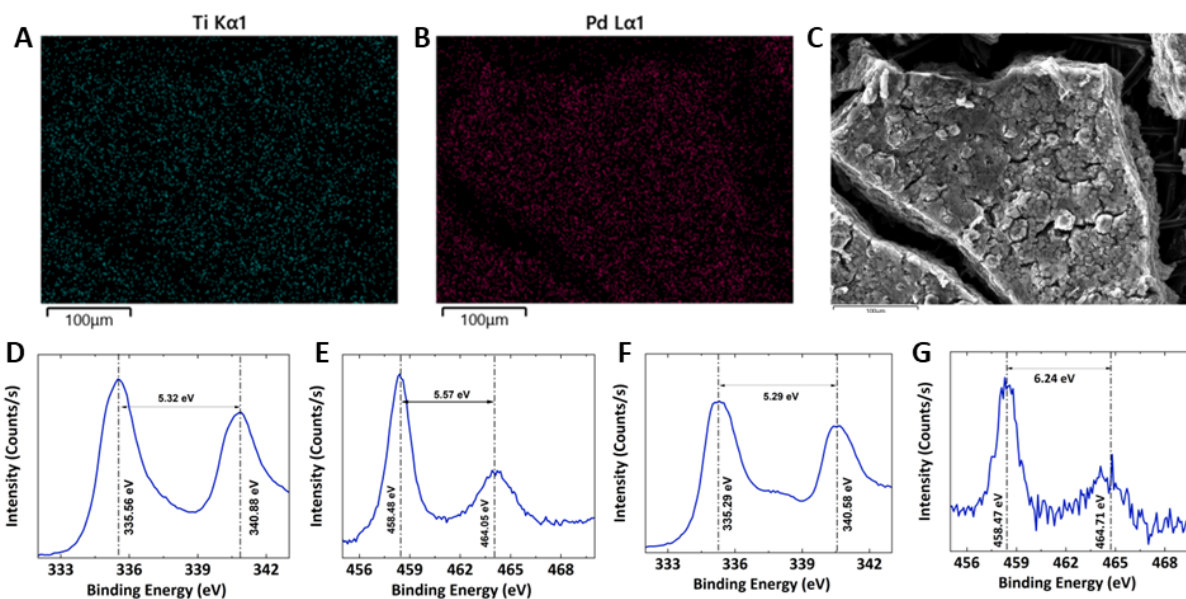 A
Ti Kα1
100μm
B
Pd Lα1
100μm
C
100μm
D
Intensity (Counts/s)
5.32 eV
335.56 eV
340.88 eV
333 336 339 342
Binding Energy (eV)
E
Intensity (Counts/s)
5.57 eV
458.48 eV
464.05 eV
456 459 462 465 468
Binding Energy (eV)
F
Intensity (Counts/s)
5.29 eV
335.29 eV
340.58 eV
333 336 339 342
Binding Energy (eV)
G
Intensity (Counts/s)
6.24 eV
458.47 eV
464.71 eV
456 459 462 465 468
Binding Energy (eV)